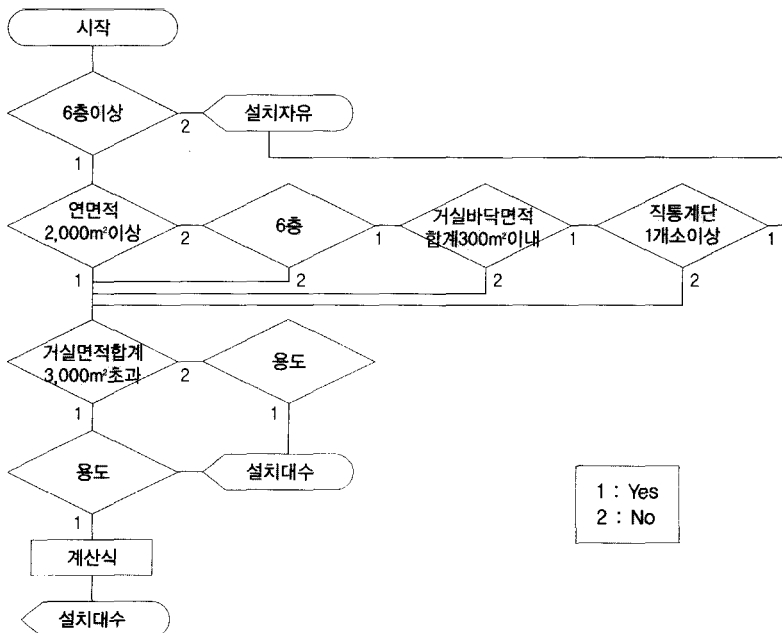 시작
6층이상
2
설치자유
1
연면적
2,000m²이상
2
1
6층
1
2
거실바닥면적
합계300m²이내
1
2
직통계단
1개소이상
1
2
거실면적합계
3,000m²초과
2
1
용도
1
용도
1
설치대수
계산식
설치대수
1 : Yes
2 : No